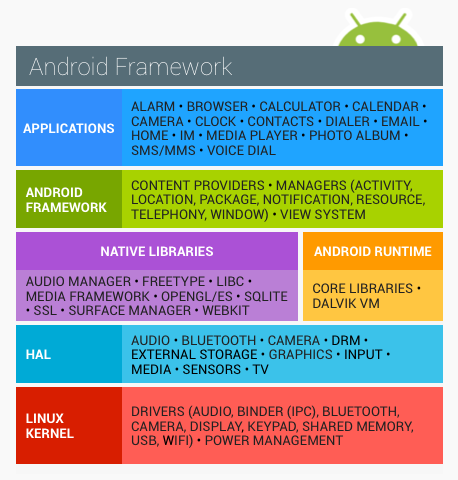 Android Framework
APPLICATIONS
ALARM • BROWSER • CALCULATOR • CALENDAR •
CAMERA • CLOCK • CONTACTS • DIALER • EMAIL •
HOME • IM • MEDIA PLAYER • PHOTO ALBUM •
SMS/MMS • VOICE DIAL
ANDROID
FRAMEWORK
CONTENT PROVIDERS • MANAGERS (ACTIVITY,
LOCATION, PACKAGE, NOTIFICATION, RESOURCE,
TELEPHONY, WINDOW) • VIEW SYSTEM
NATIVE LIBRARIES
AUDIO MANAGER • FREETYPE • LIBC •
MEDIA FRAMEWORK • OPENGL/ES • SQLITE
• SSL • SURFACE MANAGER • WEBKIT
ANDROID RUNTIME
CORE LIBRARIES •
DALVIK VM
HAL
AUDIO • BLUETOOTH • CAMERA • DRM •
EXTERNAL STORAGE • GRAPHICS • INPUT •
MEDIA • SENSORS • TV
LINUX
KERNEL
DRIVERS (AUDIO, BINDER (IPC), BLUETOOTH,
CAMERA, DISPLAY, KEYPAD, SHARED MEMORY,
USB, WIFI) • POWER MANAGEMENT